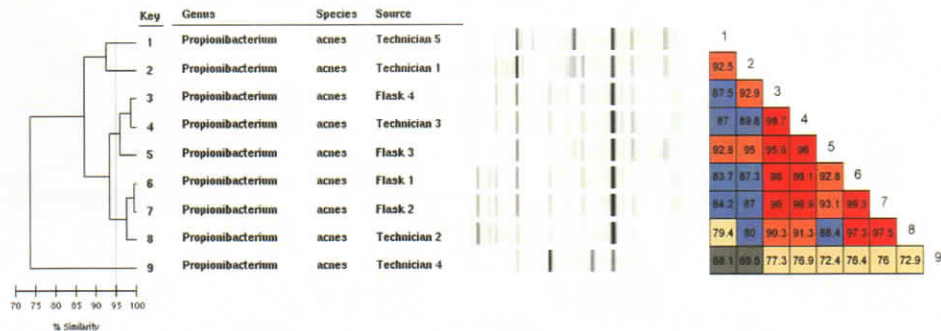 Key Genus Species Source
1 Propionibacterium acnes Technician 5 1
2 Propionibacterium acnes Technician 1 92.5 2
3 Propionibacterium acnes Flask 4 87.5 92.9 3
4 Propionibacterium acnes Technician 3 87 89.8 98.7 4
5 Propionibacterium acnes Flask 3 92.8 95 95.9 96 5
6 Propionibacterium acnes Flask 1 83.7 87.3 96 96.1 92.8 6
7 Propionibacterium acnes Flask 2 84.2 87 96 96.9 93.1 99.3 7
8 Propionibacterium acnes Technician 2 79.4 80 90.3 91.3 88.4 97.3 97.5 8
9 Propionibacterium acnes Technician 4 68.1 69.5 77.3 76.9 72.4 76.4 76 72.9 9
70 75 80 85 90 95 100
% Similarity